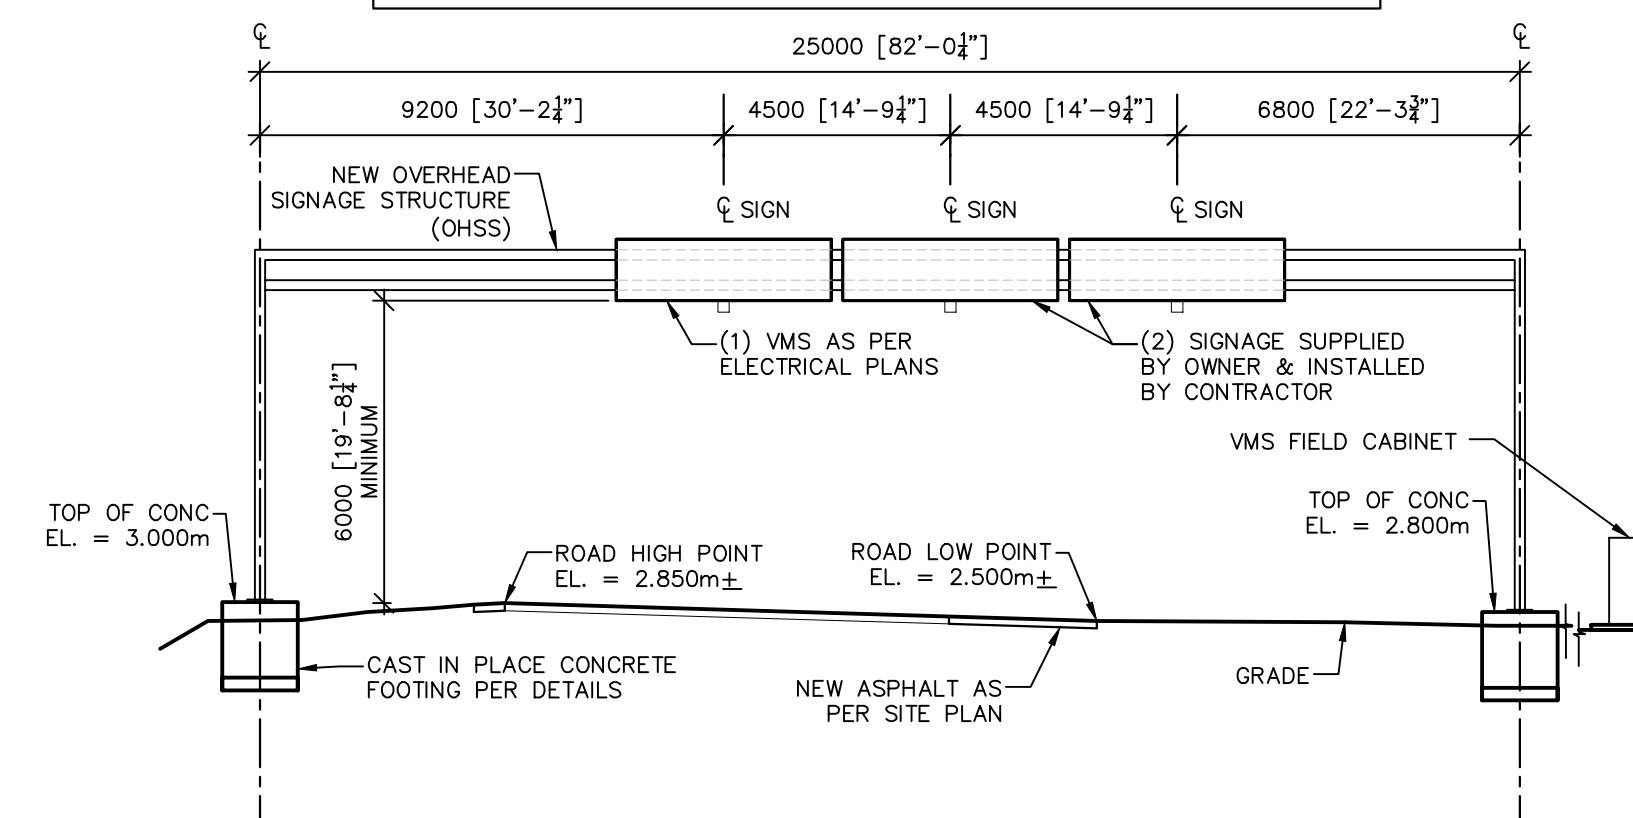 ℄
℄
25000 [82'-0¼"]
9200 [30'-2¼"]
4500 [14'-9¼"]
4500 [14'-9¼"]
6800 [22'-3¾"]
NEW OVERHEAD
SIGNAGE STRUCTURE
(OHSS)
℄ SIGN
℄ SIGN
℄ SIGN
(1) VMS AS PER
ELECTRICAL PLANS
(2) SIGNAGE SUPPLIED
BY OWNER & INSTALLED
BY CONTRACTOR
6000 [19'-8¼"]
MINIMUM
VMS FIELD CABINET
TOP OF CONC
EL. = 3.000m
TOP OF CONC
EL. = 2.800m
ROAD HIGH POINT
EL. = 2.850m±
ROAD LOW POINT
EL. = 2.500m±
CAST IN PLACE CONCRETE
FOOTING PER DETAILS
NEW ASPHALT AS
PER SITE PLAN
GRADE